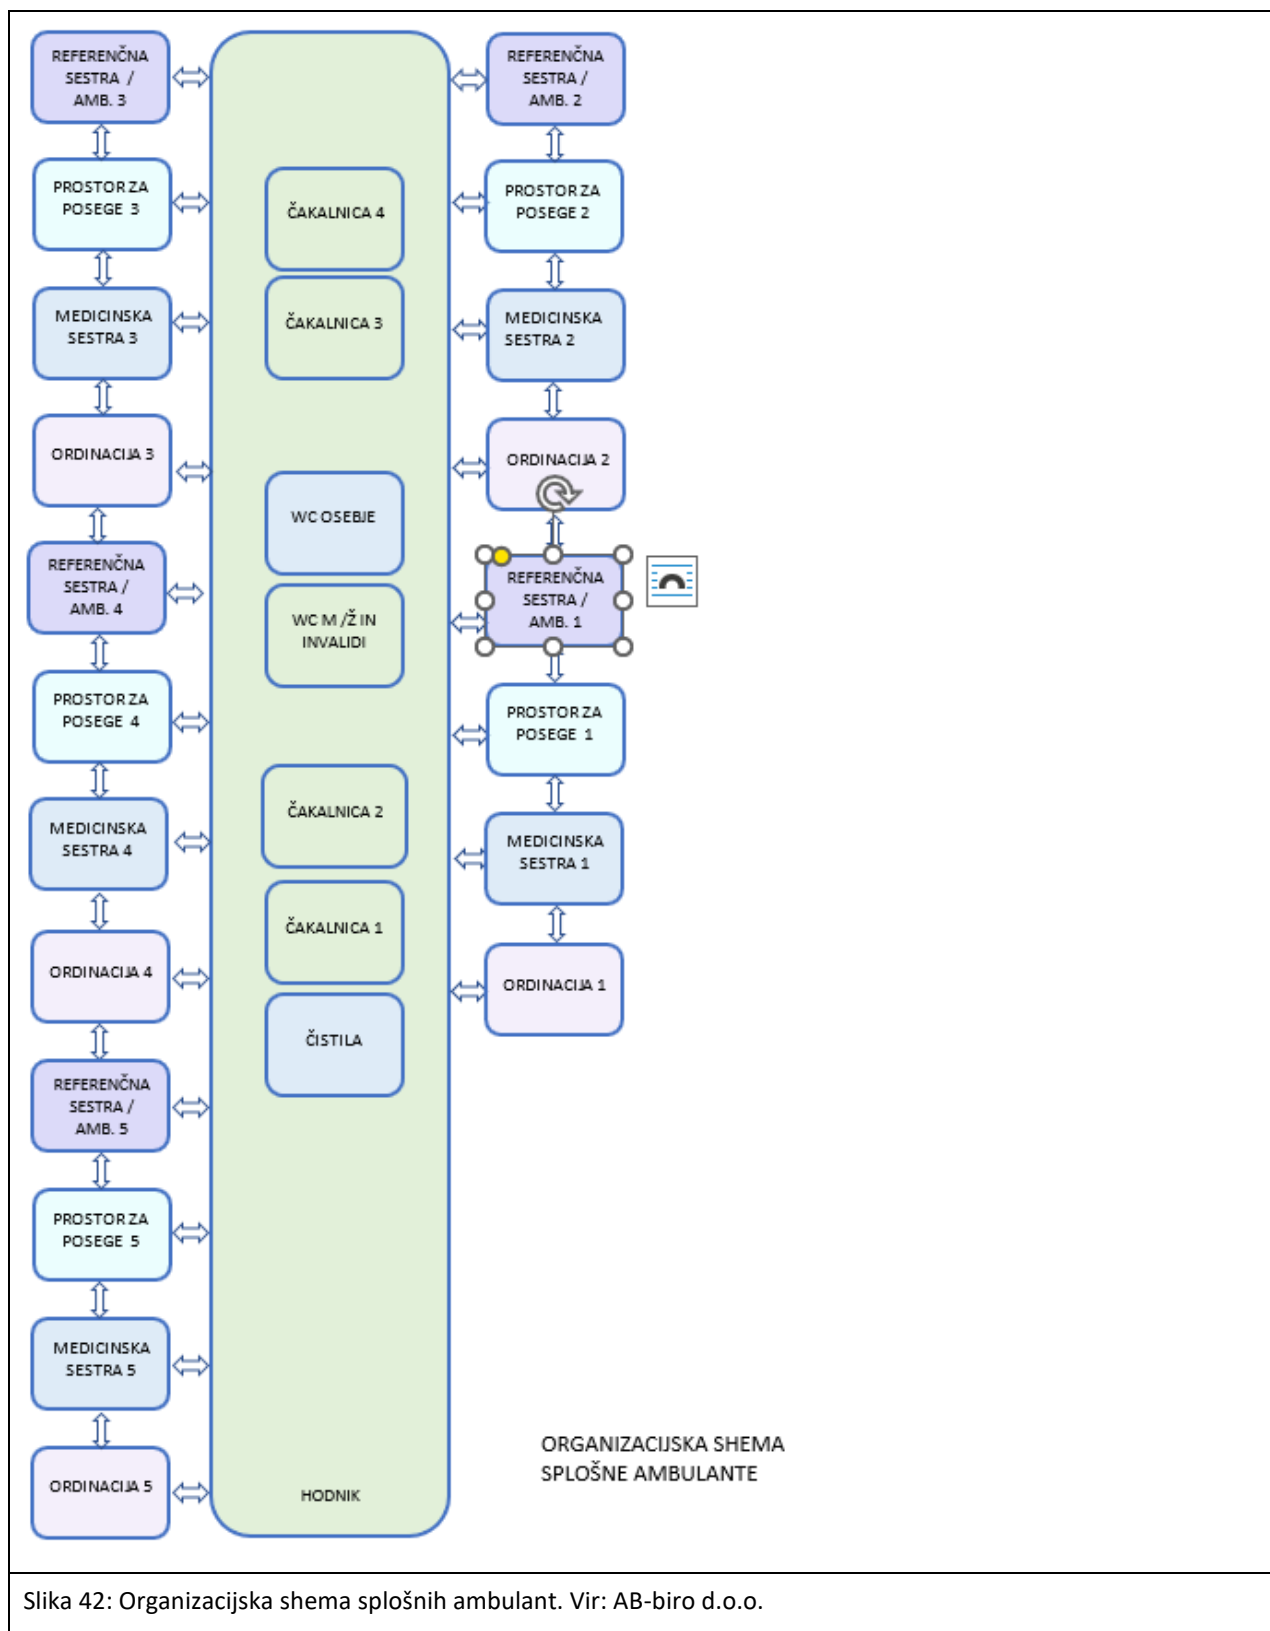 REFERENČNA
SESTRA /
AMB. 3
PROSTOR ZA
POSEGE 3
MEDICINSKA
SESTRA 3
ORDINACIJA 3
REFERENČNA
SESTRA /
AMB. 4
PROSTOR ZA
POSEGE 4
MEDICINSKA
SESTRA 4
ORDINACIJA 4
REFERENČNA
SESTRA /
AMB. 5
PROSTOR ZA
POSEGE 5
MEDICINSKA
SESTRA 5
ORDINACIJA 5
ČAKALNICA 4
ČAKALNICA 3
WC OSEBJE
WC M /Ž IN
INVALIDI
ČAKALNICA 2
ČAKALNICA 1
ČISTILA
HODNIK
REFERENČNA
SESTRA /
AMB. 2
PROSTOR ZA
POSEGE 2
MEDICINSKA
SESTRA 2
ORDINACIJA 2
REFERENČNA
SESTRA /
AMB. 1
PROSTOR ZA
POSEGE 1
MEDICINSKA
SESTRA 1
ORDINACIJA 1
ORGANIZACIJSKA SHEMA
SPLOŠNE AMBULANTE
Slika 42: Organizacijska shema splošnih ambulant. Vir: AB-biro d.o.o.